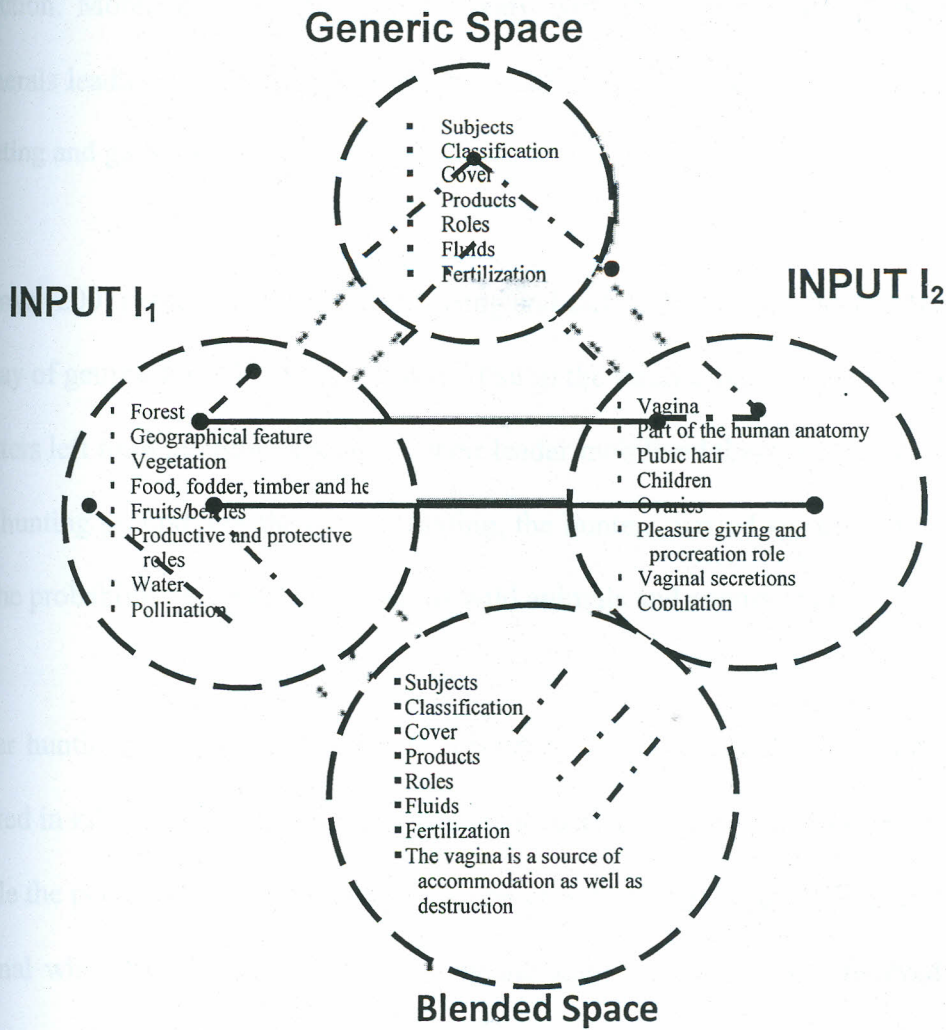 Generic Space
Subjects
Classification
Cover
Products
Roles
Fluids
Fertilization
INPUT I1
INPUT I2
Forest
Geographical feature
Vegetation
Food, fodder, timber and he
Fruits/berries
Productive and protective
roles
Water
Pollination
Vagina
Part of the human anatomy
Pubic hair
Children
Ovaries
Pleasure giving and
procreation role
Vaginal secretions
Copulation
Subjects
Classification
Cover
Products
Roles
Fluids
Fertilization
The vagina is a source of
accommodation as well as
destruction
Blended Space